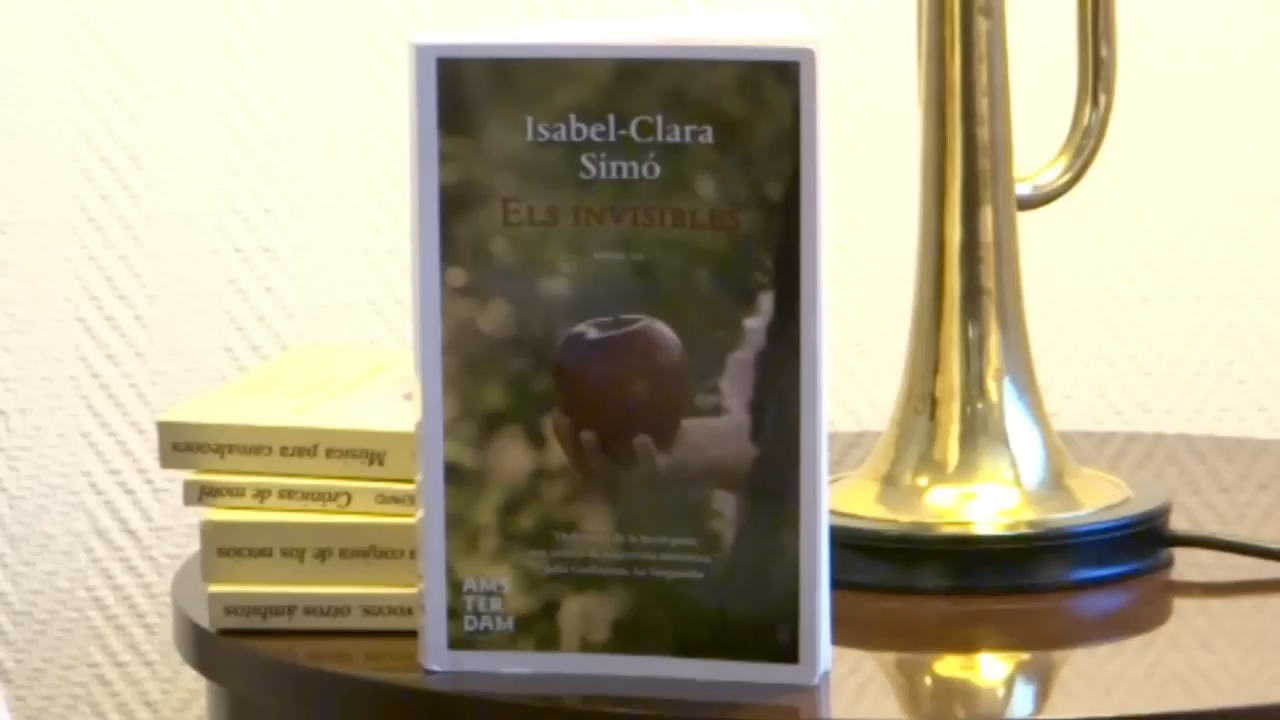 Isabel-Clara
Simó
ELS INVISIBLES
AMS
TER
DAM
Música para camaleones
Crónicas de motel
conjura de los necios
voces, otros ámbitos